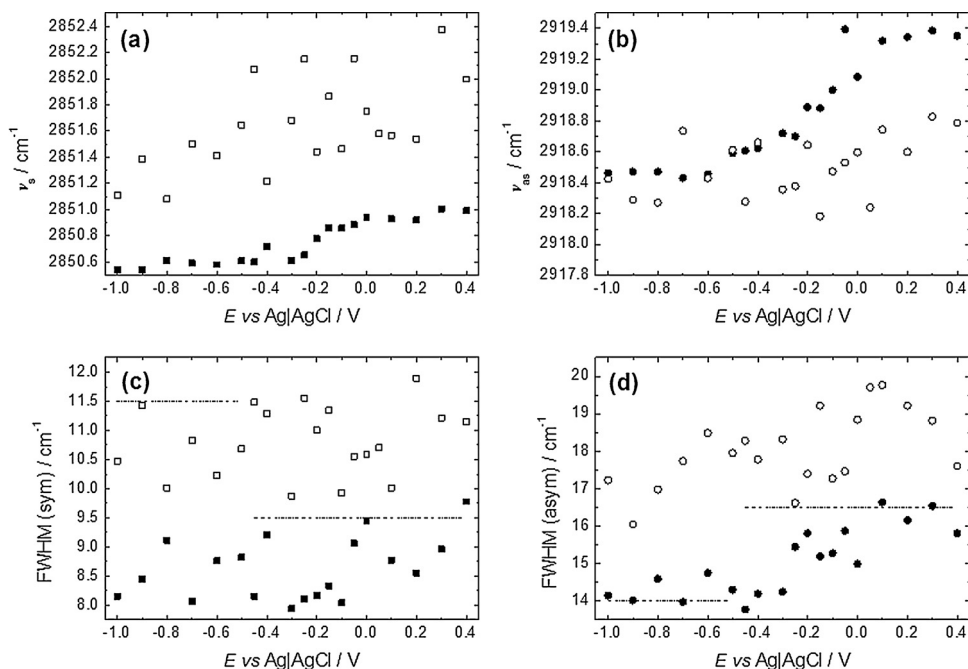 (a)
2852.4
2852.2
2852.0
2851.8
2851.6
2851.4
2851.2
2851.0
2850.8
2850.6
νs / cm-1
-1.0 -0.8 -0.6 -0.4 -0.2 0.0 0.2 0.4
E vs Ag|AgCl / V
(b)
2919.4
2919.2
2919.0
2918.8
2918.6
2918.4
2918.2
2918.0
2917.8
νas / cm-1
-1.0 -0.8 -0.6 -0.4 -0.2 0.0 0.2 0.4
E vs Ag|AgCl / V
(c)
12.0
11.5
11.0
10.5
10.0
9.5
9.0
8.5
8.0
FWHM (sym) / cm-1
-1.0 -0.8 -0.6 -0.4 -0.2 0.0 0.2 0.4
E vs Ag|AgCl / V
(d)
20
19
18
17
16
15
14
FWHM (asym) / cm-1
-1.0 -0.8 -0.6 -0.4 -0.2 0.0 0.2 0.4
E vs Ag|AgCl / V